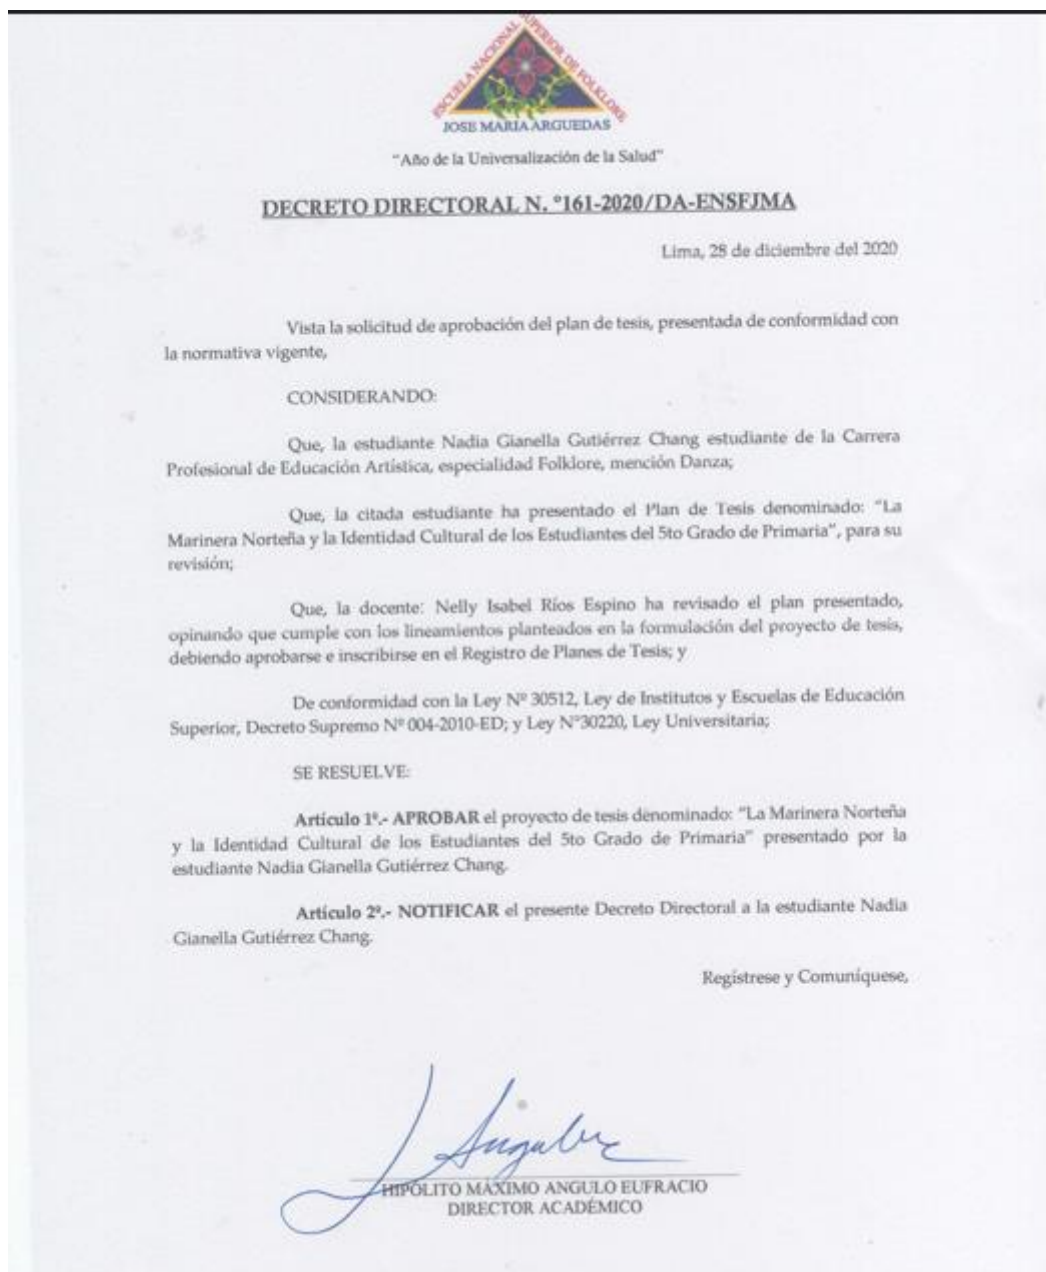 ESCUELA NACIONAL SUPERIOR DE FOLKLORE
JOSE MARIA ARGUEDAS
"Año de la Universalización de la Salud"
DECRETO DIRECTORAL N. º161-2020/DA-ENSFJMA
Lima, 28 de diciembre del 2020
Vista la solicitud de aprobación del plan de tesis, presentada de conformidad con
la normativa vigente,
CONSIDERANDO:
Que, la estudiante Nadia Gianella Gutiérrez Chang estudiante de la Carrera
Profesional de Educación Artística, especialidad Folklore, mención Danza;
Que, la citada estudiante ha presentado el Plan de Tesis denominado: "La
Marinera Norteña y la Identidad Cultural de los Estudiantes del 5to Grado de Primaria", para su
revisión;
Que, la docente: Nelly Isabel Ríos Espino ha revisado el plan presentado,
opinando que cumple con los lineamientos planteados en la formulación del proyecto de tesis,
debiendo aprobarse e inscribirse en el Registro de Planes de Tesis; y
De conformidad con la Ley Nº 30512, Ley de Institutos y Escuelas de Educación
Superior, Decreto Supremo Nº 004-2010-ED; y Ley N°30220, Ley Universitaria;
SE RESUELVE:
Artículo 1º.- APROBAR el proyecto de tesis denominado: "La Marinera Norteña
y la Identidad Cultural de los Estudiantes del 5to Grado de Primaria" presentado por la
estudiante Nadia Gianella Gutiérrez Chang.
Artículo 2º.- NOTIFICAR el presente Decreto Directoral a la estudiante Nadia
Gianella Gutiérrez Chang.
Regístrese y Comuníquese,
Angulo
HIPÓLITO MÁXIMO ANGULO EUFRACIO
DIRECTOR ACADÉMICO